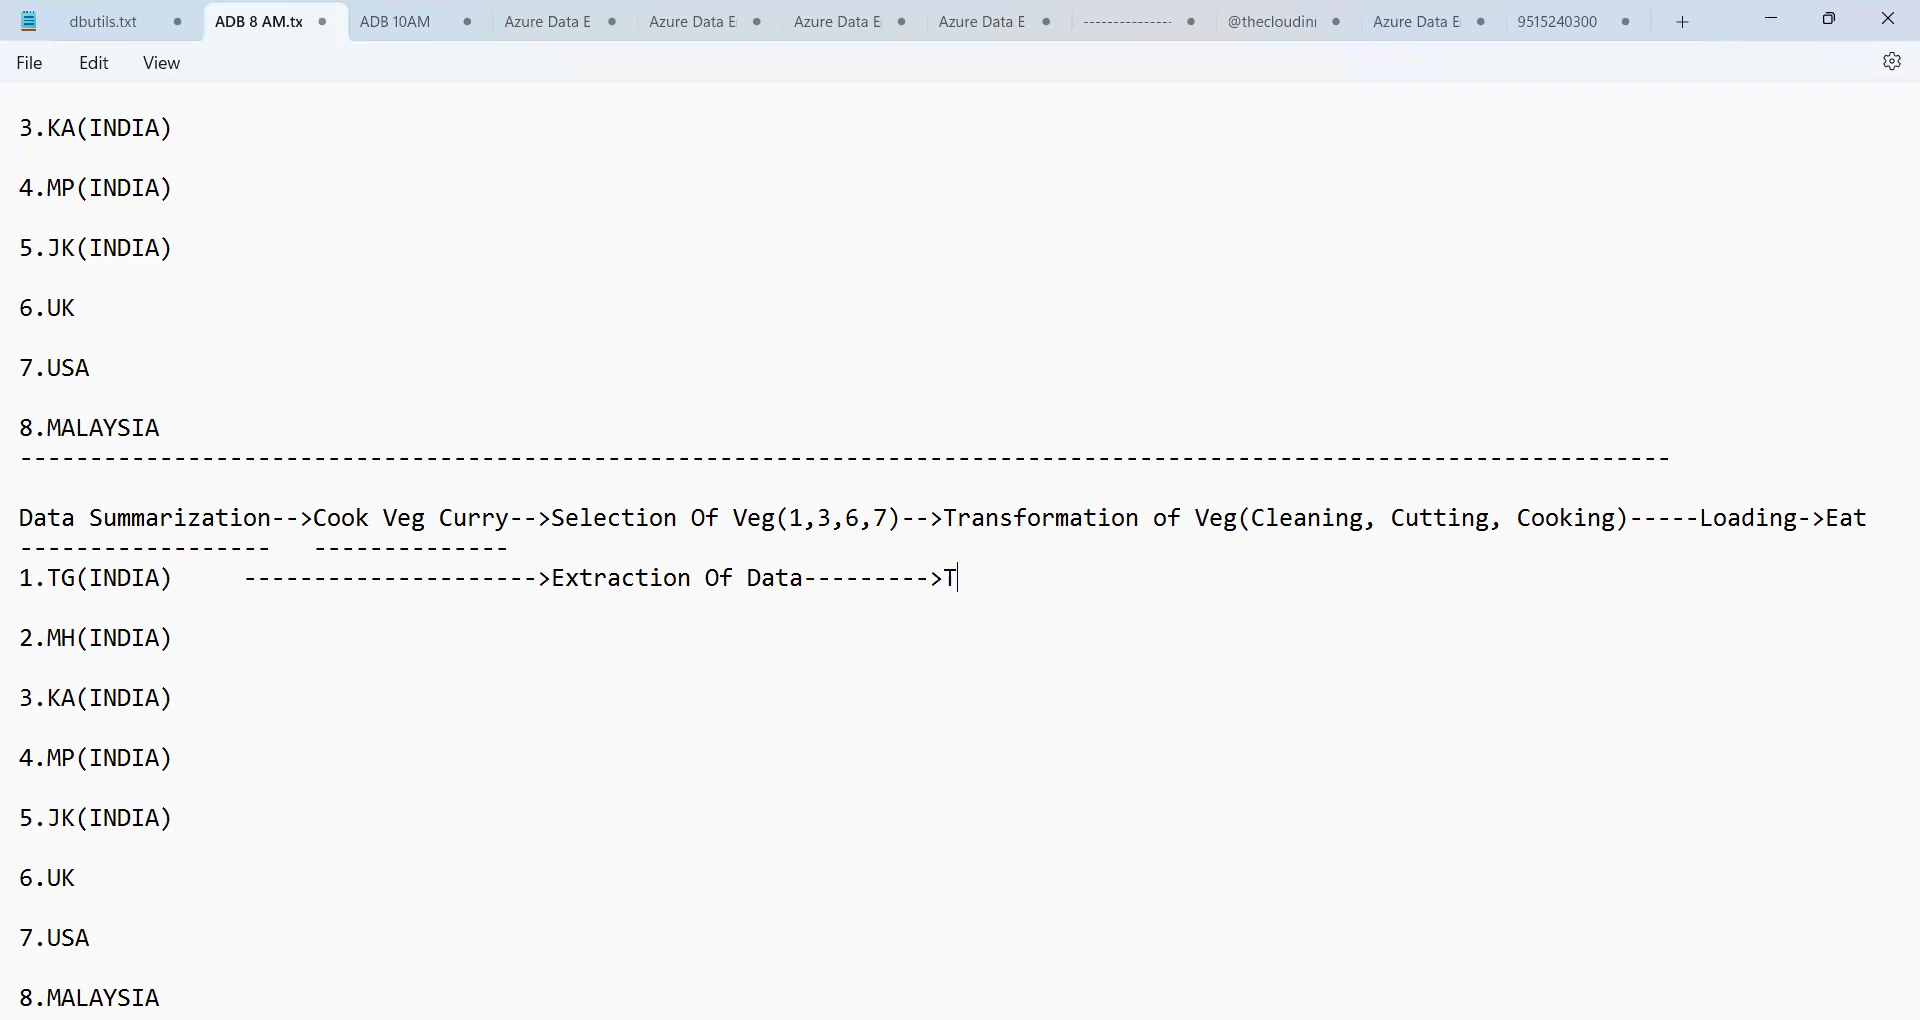 dbutils.txt
ADB 8 AM.tx
ADB 10AM
Azure Data E
Azure Data E
Azure Data E
Azure Data E
---------------
@thecloudin
Azure Data E
9515240300
File Edit View
3.KA(INDIA)
4.MP(INDIA)
5.JK(INDIA)
6.UK
7.USA
8.MALAYSIA
----------------------------------------------------------------------------------------------------------------------
Data Summarization-->Cook Veg Curry-->Selection Of Veg(1,3,6,7)-->Transformation of Veg(Cleaning, Cutting, Cooking)-----Loading->Eat
------------------ --------------
1.TG(INDIA) --------------------->Extraction Of Data--------->T
2.MH(INDIA)
3.KA(INDIA)
4.MP(INDIA)
5.JK(INDIA)
6.UK
7.USA
8.MALAYSIA